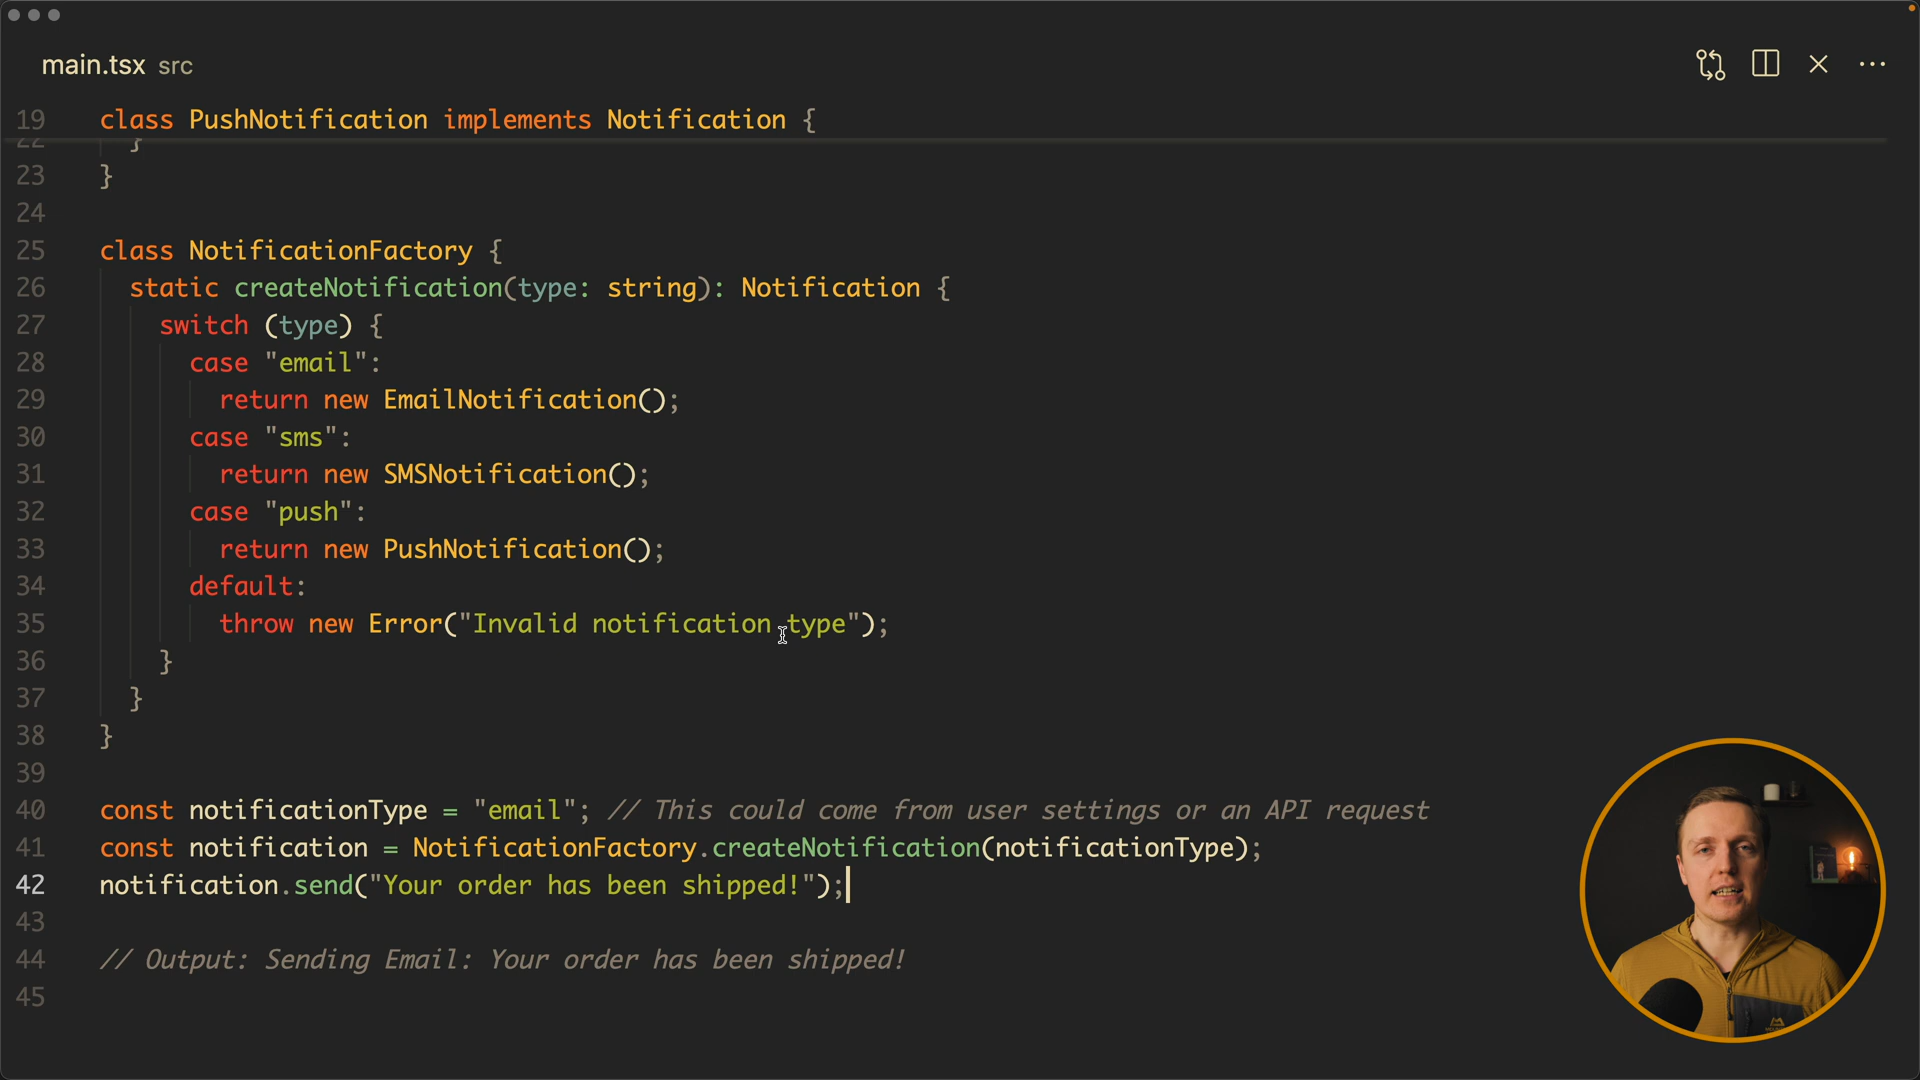 main.tsx src
19 class PushNotification implements Notification {
22 }
23 }
24
25 class NotificationFactory {
26 static createNotification(type: string): Notification {
27 switch (type) {
28 case "email":
29 return new EmailNotification();
30 case "sms":
31 return new SMSNotification();
32 case "push":
33 return new PushNotification();
34 default:
35 throw new Error("Invalid notification type");
36 }
37 }
38 }
39
40 const notificationType = "email"; // This could come from user settings or an API request
41 const notification = NotificationFactory.createNotification(notificationType);
42 notification.send("Your order has been shipped!");
43
44 // Output: Sending Email: Your order has been shipped!
45